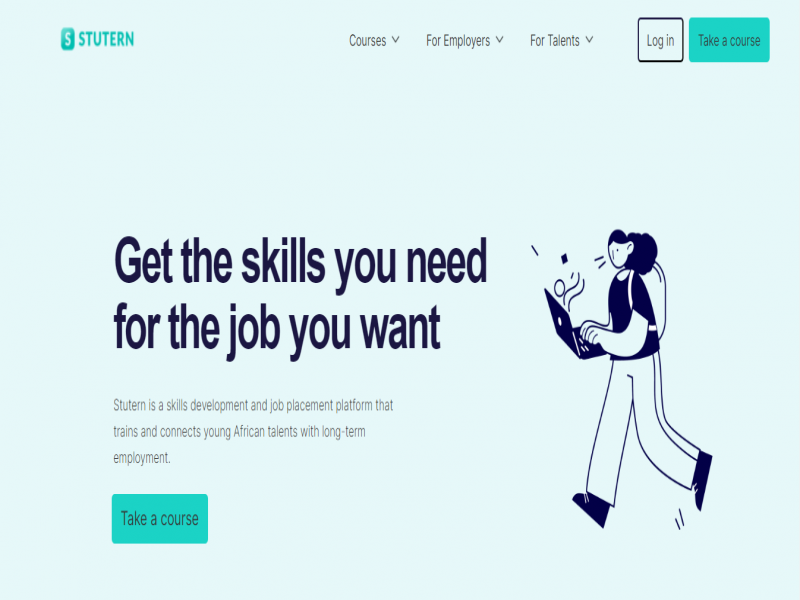 S STUTERN
Courses
For Employers
For Talents
Log in
Take a course
Get the skills you need
for the job you want
Stutern is a skills development and job placement platform that
trains and connects young African talents with long-term
employment.
Take a course